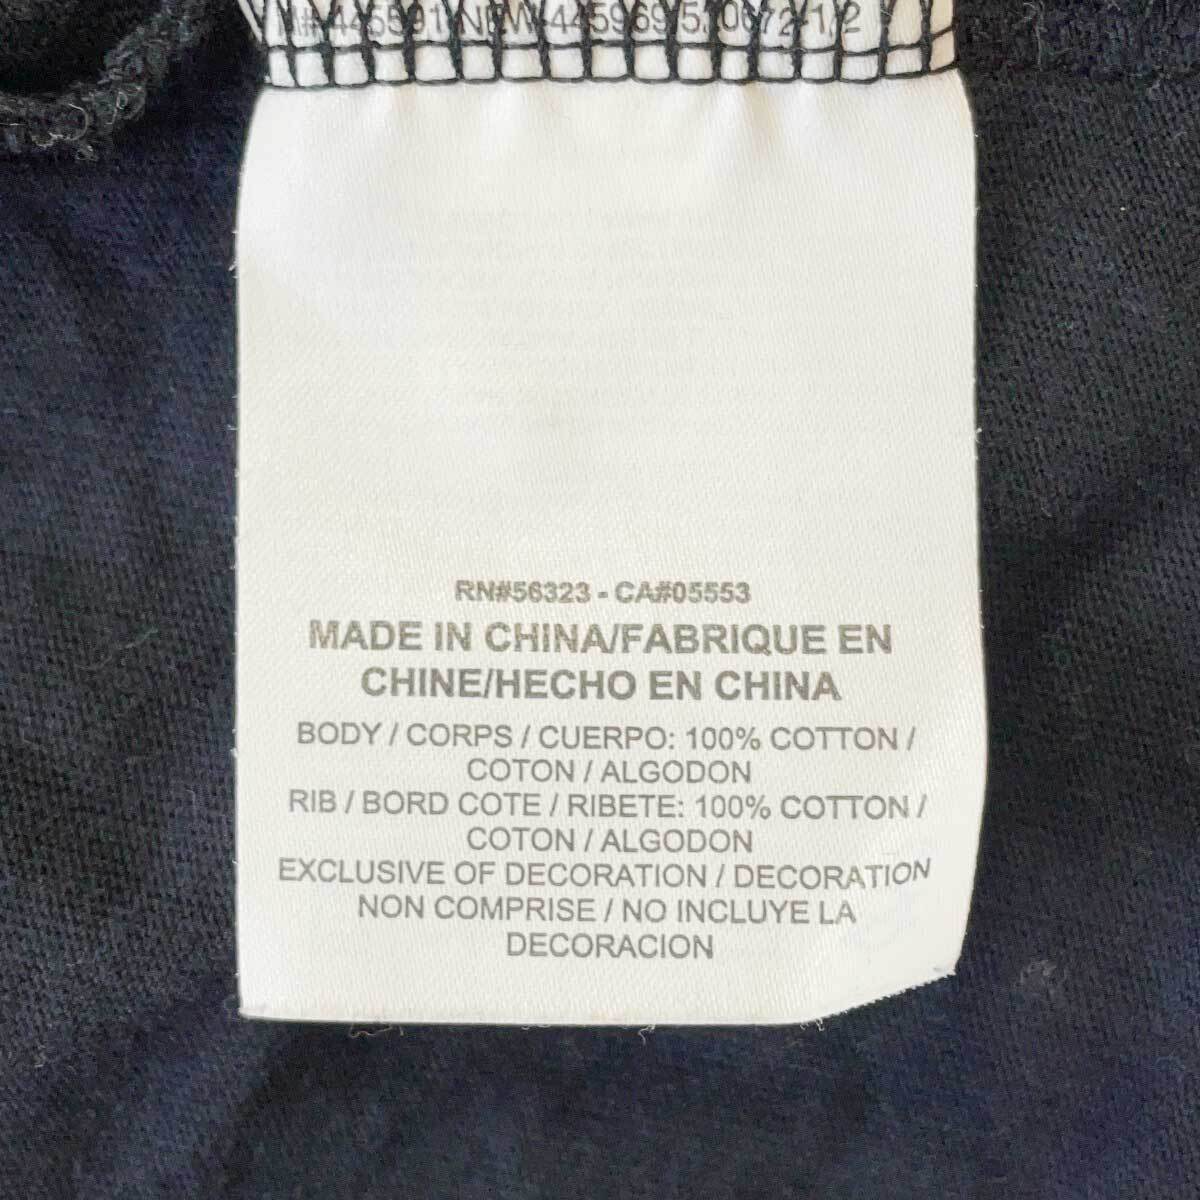 RN#56323 - CA#05553
MADE IN CHINA/FABRIQUE EN
CHINE/HECHO EN CHINA
BODY / CORPS / CUERPO: 100% COTTON /
COTON / ALGODON
RIB / BORD COTE / RIBETE: 100% COTTON /
COTON / ALGODON
EXCLUSIVE OF DECORATION / DECORATION
NON COMPRISE / NO INCLUYE LA
DECORACION